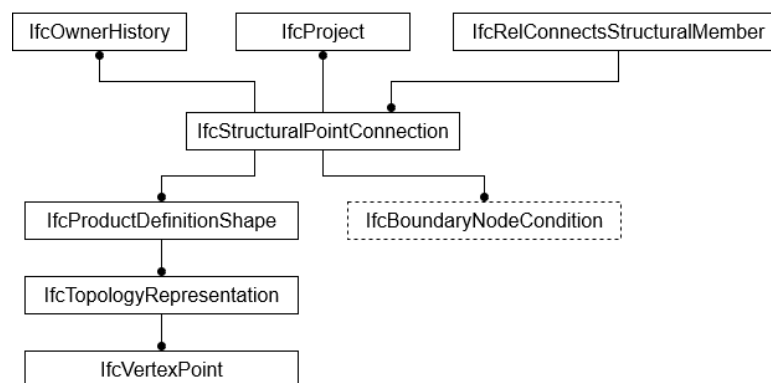 IfcOwnerHistory
IfcProject
IfcRelConnectsStructuralMember
IfcStructuralPointConnection
IfcProductDefinitionShape
IfcBoundaryNodeCondition
IfcTopologyRepresentation
IfcVertexPoint